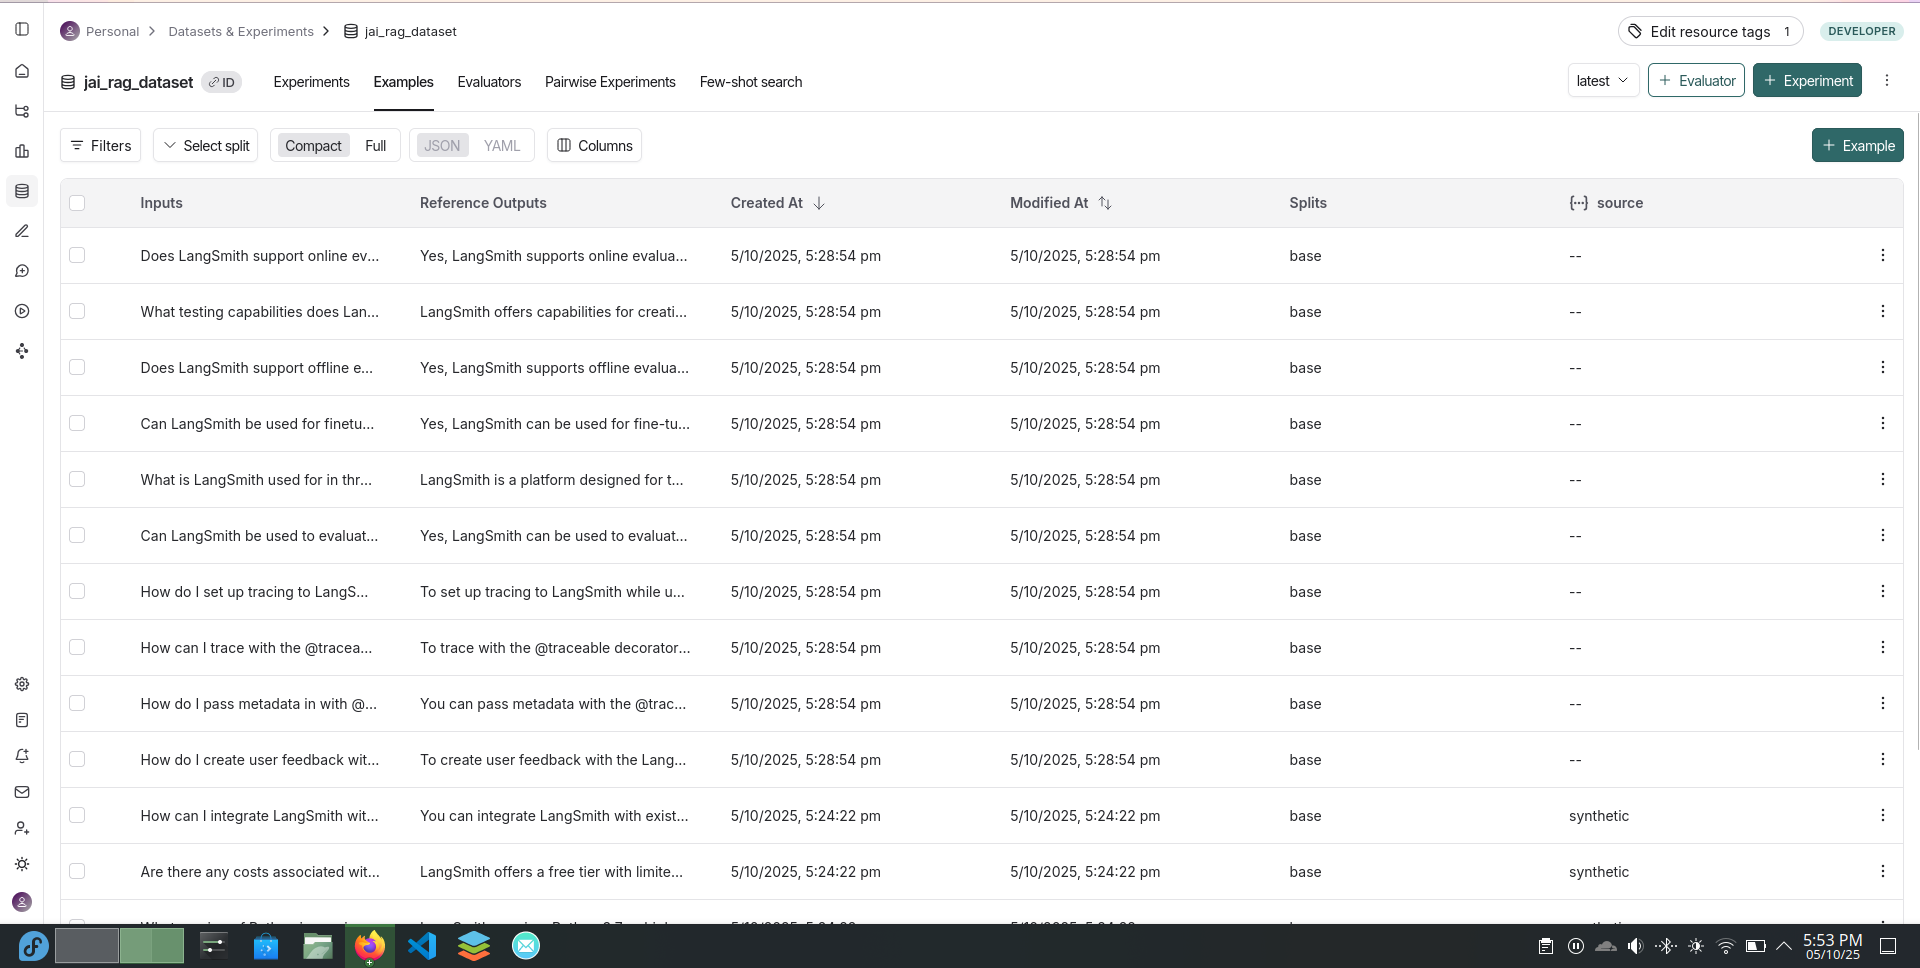 Personal > Datasets & Experiments > jai_rag_dataset Edit resource tags 1 DEVELOPER
jai_rag_dataset ID Experiments Examples Evaluators Pairwise Experiments Few-shot search latest + Evaluator + Experiment
Filters Select split Compact Full JSON YAML Columns + Example
Inputs Reference Outputs Created At Modified At Splits {···} source
Does LangSmith support online ev... Yes, LangSmith supports online evalua... 5/10/2025, 5:28:54 pm 5/10/2025, 5:28:54 pm base --
What testing capabilities does Lan... LangSmith offers capabilities for creati... 5/10/2025, 5:28:54 pm 5/10/2025, 5:28:54 pm base --
Does LangSmith support offline e... Yes, LangSmith supports offline evalua... 5/10/2025, 5:28:54 pm 5/10/2025, 5:28:54 pm base --
Can LangSmith be used for finetu... Yes, LangSmith can be used for fine-tu... 5/10/2025, 5:28:54 pm 5/10/2025, 5:28:54 pm base --
What is LangSmith used for in thr... LangSmith is a platform designed for t... 5/10/2025, 5:28:54 pm 5/10/2025, 5:28:54 pm base --
Can LangSmith be used to evaluat... Yes, LangSmith can be used to evaluat... 5/10/2025, 5:28:54 pm 5/10/2025, 5:28:54 pm base --
How do I set up tracing to LangS... To set up tracing to LangSmith while u... 5/10/2025, 5:28:54 pm 5/10/2025, 5:28:54 pm base --
How can I trace with the @tracea... To trace with the @traceable decorator... 5/10/2025, 5:28:54 pm 5/10/2025, 5:28:54 pm base --
How do I pass metadata in with @... You can pass metadata with the @trac... 5/10/2025, 5:28:54 pm 5/10/2025, 5:28:54 pm base --
How do I create user feedback wit... To create user feedback with the Lang... 5/10/2025, 5:28:54 pm 5/10/2025, 5:28:54 pm base --
How can I integrate LangSmith wit... You can integrate LangSmith with exist... 5/10/2025, 5:24:22 pm 5/10/2025, 5:24:22 pm base synthetic
Are there any costs associated wit... LangSmith offers a free tier with limite... 5/10/2025, 5:24:22 pm 5/10/2025, 5:24:22 pm base synthetic
5:53 PM
05/10/25